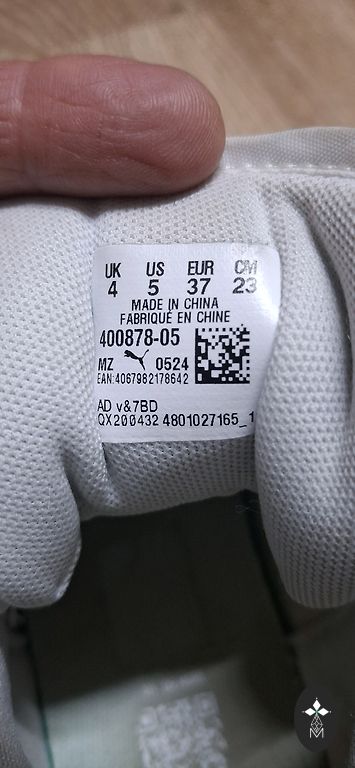 UK US EUR CM
4 5 37 23
MADE IN CHINA
FABRIQUÉ EN CHINE
400878-05
MZ 0524
EAN:4067982178642
AD v&7BD
QX200432 4801027165_1